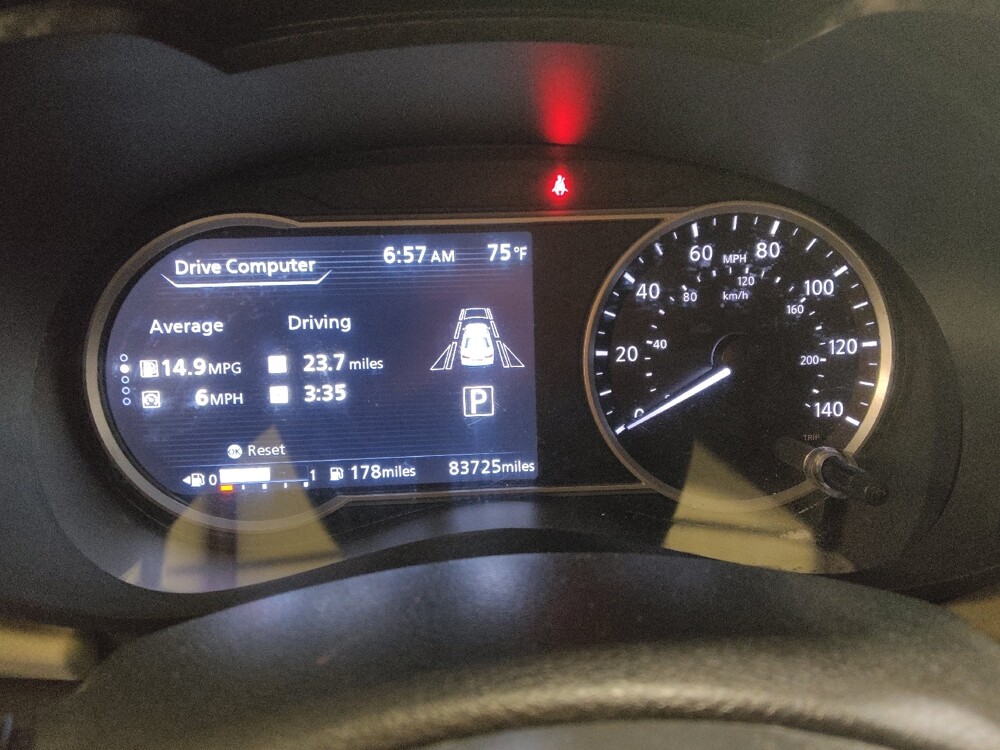 Drive Computer
6:57 AM 75°F
Average Driving
14.9 MPG 23.7 miles
6 MPH 3:35
P
OK Reset
0 1 178 miles 83725 miles
0 20 40 60 80 100 120 140
MPH
km/h
40 80 120 160 200
TRIP